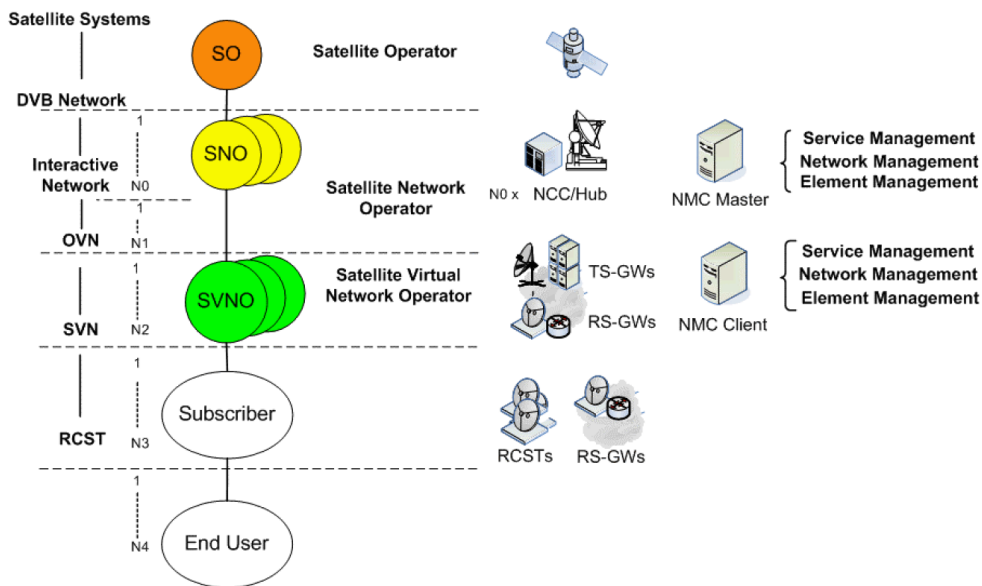 Satellite Systems
SO
Satellite Operator
DVB Network
1
SNO
Interactive
Network
N0
Satellite Network
Operator
N0 x
NCC/Hub
NMC Master
Service Management
Network Management
Element Management
1
OVN
N1
1
SVN
N2
SVNO
Satellite Virtual
Network Operator
TS-GWs
RS-GWs
NMC Client
Service Management
Network Management
Element Management
1
RCST
N3
Subscriber
RCSTs
RS-GWs
1
N4
End User